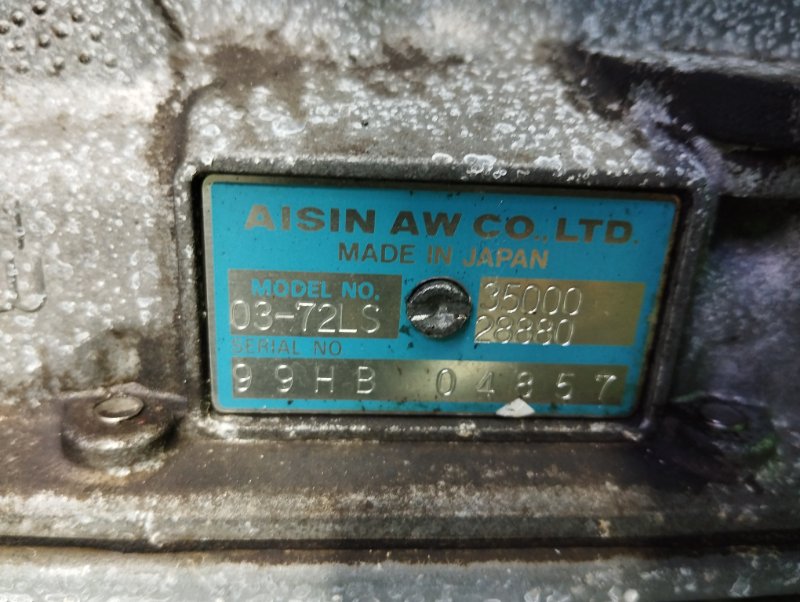 AISIN AW CO., LTD.
MADE IN JAPAN
MODEL NO. 35000
03-72LS 28880
SERIAL NO
99HB 04857